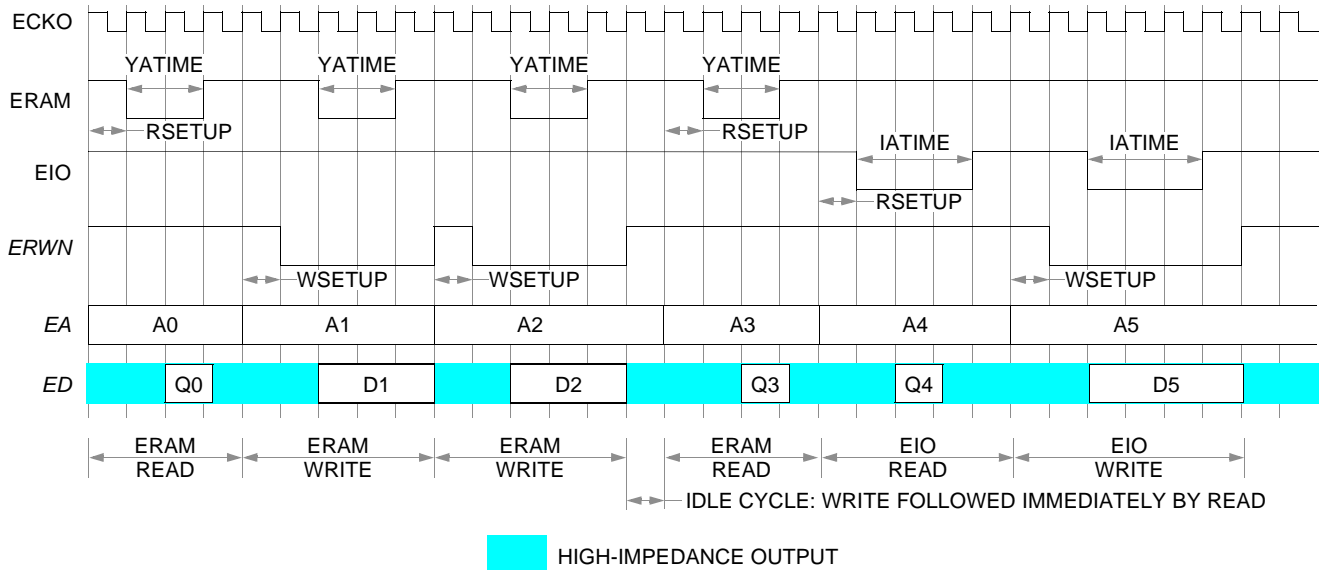 ECKO
YATIME YATIME YATIME YATIME
ERAM
RSETUP RSETUP
IATIME IATIME
EIO
RSETUP
ERWN
WSETUP WSETUP WSETUP
EA A0 A1 A2 A3 A4 A5
ED Q0 D1 D2 Q3 Q4 D5
ERAM ERAM ERAM ERAM EIO EIO
READ WRITE WRITE READ READ WRITE
IDLE CYCLE: WRITE FOLLOWED IMMEDIATELY BY READ
HIGH-IMPEDANCE OUTPUT